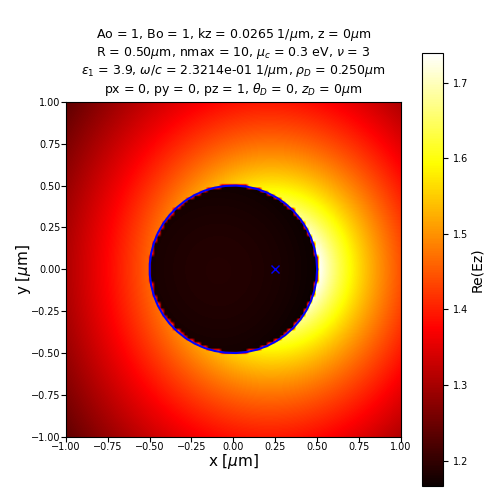 Ao = 1, Bo = 1, kz = 0.0265 1/μm, z = 0μm
R = 0.50μm, nmax = 10, μc = 0.3 eV, ν = 3
ε1 = 3.9, ω/c = 2.3214e-01 1/μm, ρD = 0.250μm
px = 0, py = 0, pz = 1, θD = 0, zD = 0μm
1.00
0.75
0.50
0.25
0.00
−0.25
−0.50
−0.75
−1.00
y [μm]
−1.00 −0.75 −0.50 −0.25 0.00 0.25 0.50 0.75 1.00
x [μm]
1.7
1.6
1.5
1.4
1.3
1.2
Re(Ez)